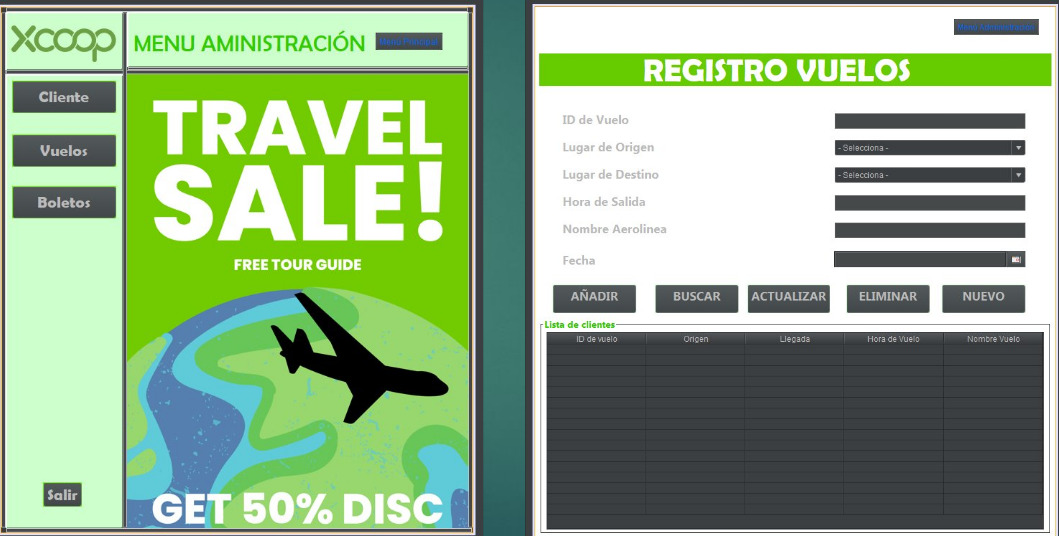 Xcoop
MENU AMINISTRACIÓN
Menu Principal
Cliente
Vuelos
Boletos
Salir
TRAVEL
SALE!
FREE TOUR GUIDE
GET 50% DISC
Menu Administración
REGISTRO VUELOS
ID de Vuelo
Lugar de Origen
- Selecciona -
Lugar de Destino
- Selecciona -
Hora de Salida
Nombre Aerolinea
Fecha
AÑADIR BUSCAR ACTUALIZAR ELIMINAR NUEVO
Lista de clientes
ID de vuelo Origen Llegada Hora de Vuelo Nombre Vuelo